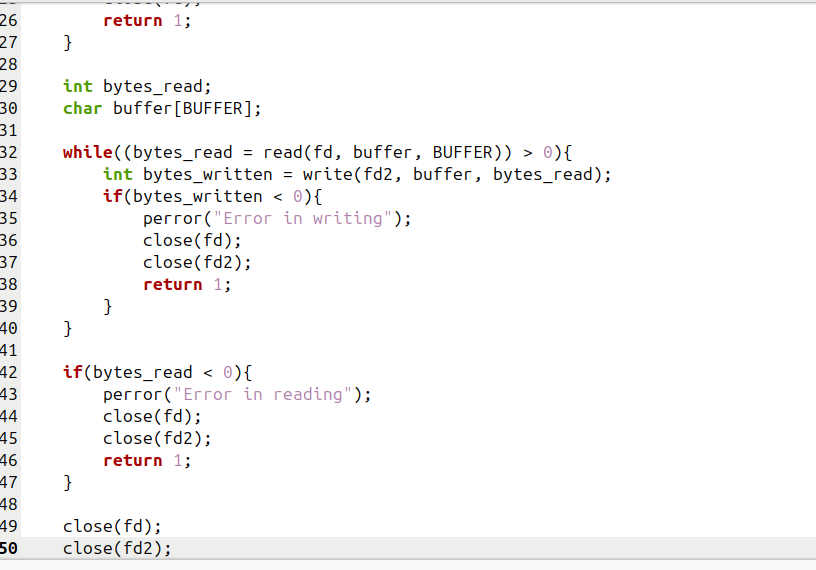 26 return 1;
27 }
28
29 int bytes_read;
30 char buffer[BUFFER];
31
32 while((bytes_read = read(fd, buffer, BUFFER)) > 0){
33 int bytes_written = write(fd2, buffer, bytes_read);
34 if(bytes_written < 0){
35 perror("Error in writing");
36 close(fd);
37 close(fd2);
38 return 1;
39 }
40 }
41
42 if(bytes_read < 0){
43 perror("Error in reading");
44 close(fd);
45 close(fd2);
46 return 1;
47 }
48
49 close(fd);
50 close(fd2);